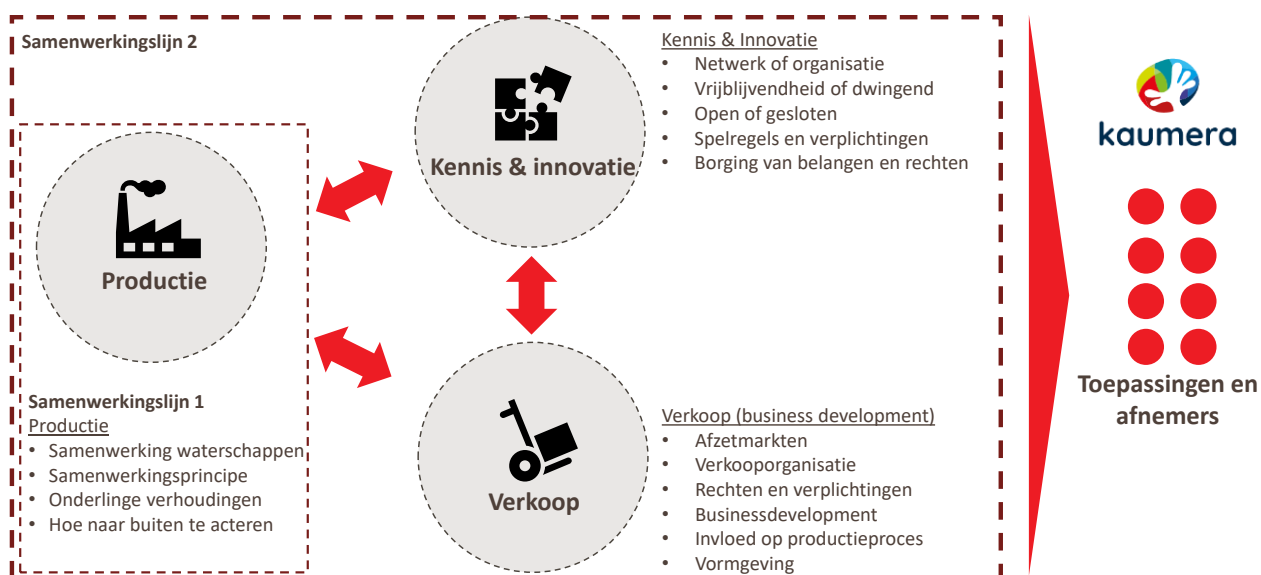 Samenwerkingslijn 2
Productie
Samenwerkingslijn 1
Productie
• Samenwerking waterschappen
• Samenwerkingsprincipe
• Onderlinge verhoudingen
• Hoe naar buiten te acteren
Kennis & innovatie
Verkoop
Kennis & Innovatie
• Netwerk of organisatie
• Vrijblijvendheid of dwingend
• Open of gesloten
• Spelregels en verplichtingen
• Borging van belangen en rechten
Verkoop (business development)
• Afzetmarkten
• Verkooporganisatie
• Rechten en verplichtingen
• Businessdevelopment
• Invloed op productieproces
• Vormgeving
kaumera
Toepassingen en
afnemers